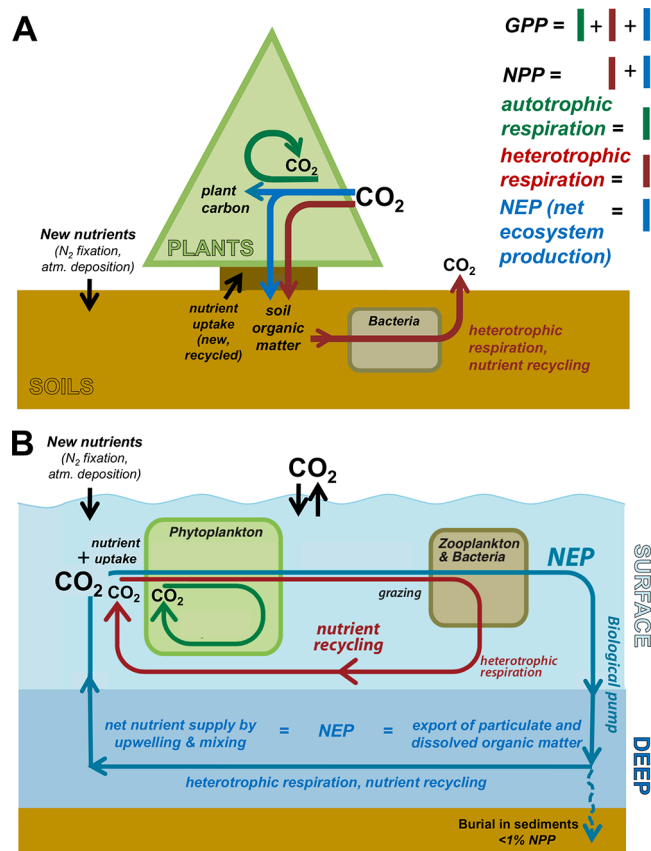 A
GPP = + +
NPP = +
autotrophic
respiration =
heterotrophic
respiration =
NEP (net =
ecosystem
production)
CO2
plant
carbon
CO2
PLANTS
New nutrients
(N2 fixation,
atm. deposition)
CO2
nutrient
uptake
(new,
recycled)
soil
organic
matter
Bacteria
heterotrophic
respiration,
nutrient recycling
SOILS
B
New nutrients
(N2 fixation,
atm. deposition)
CO2
nutrient
+ uptake
CO2
CO2
Phytoplankton
CO2
Zooplankton
& Bacteria
NEP
grazing
nutrient
recycling
heterotrophic
respiration
Biological pump
SURFACE
net nutrient supply by
upwelling & mixing
= NEP =
export of particulate and
dissolved organic matter
heterotrophic respiration, nutrient recycling
DEEP
Burial in sediments
<1% NPP